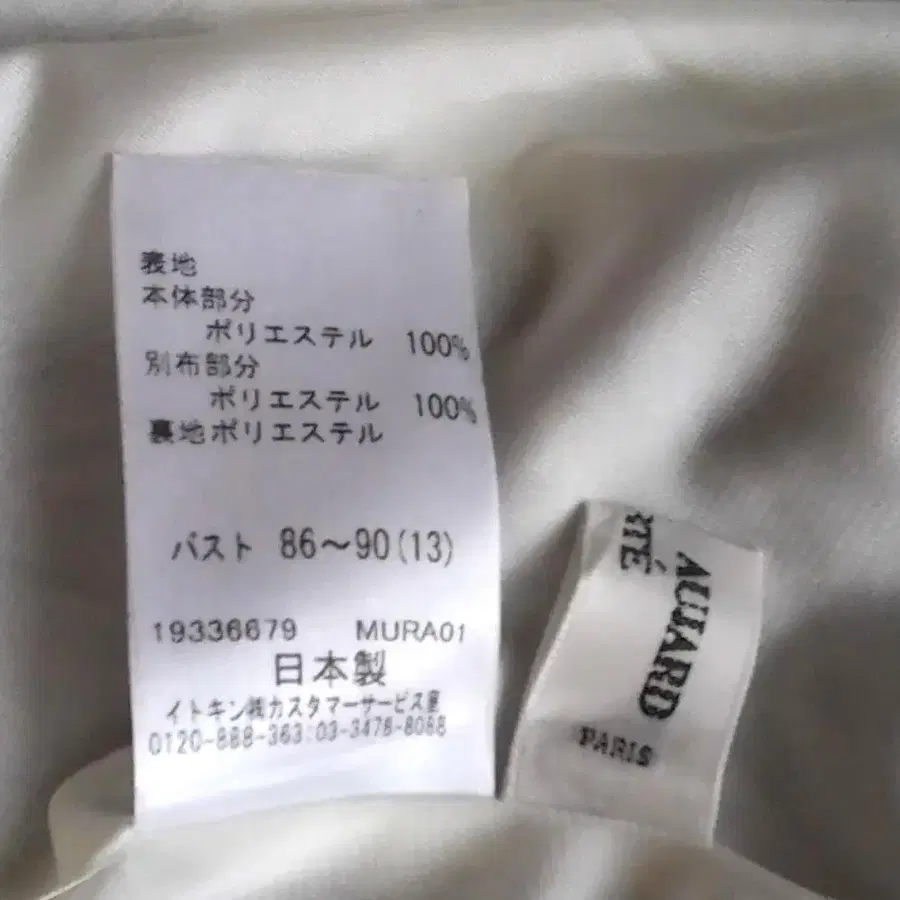 表地
本体部分
ポリエステル 100%
別布部分
ポリエステル 100%
裏地ポリエステル
バスト 86～90(13)
19336679 MURA01
日本製
イトキン㈱カスタマーサービス室
0120-888-363:03-3478-8088
AUJARD
PARIS